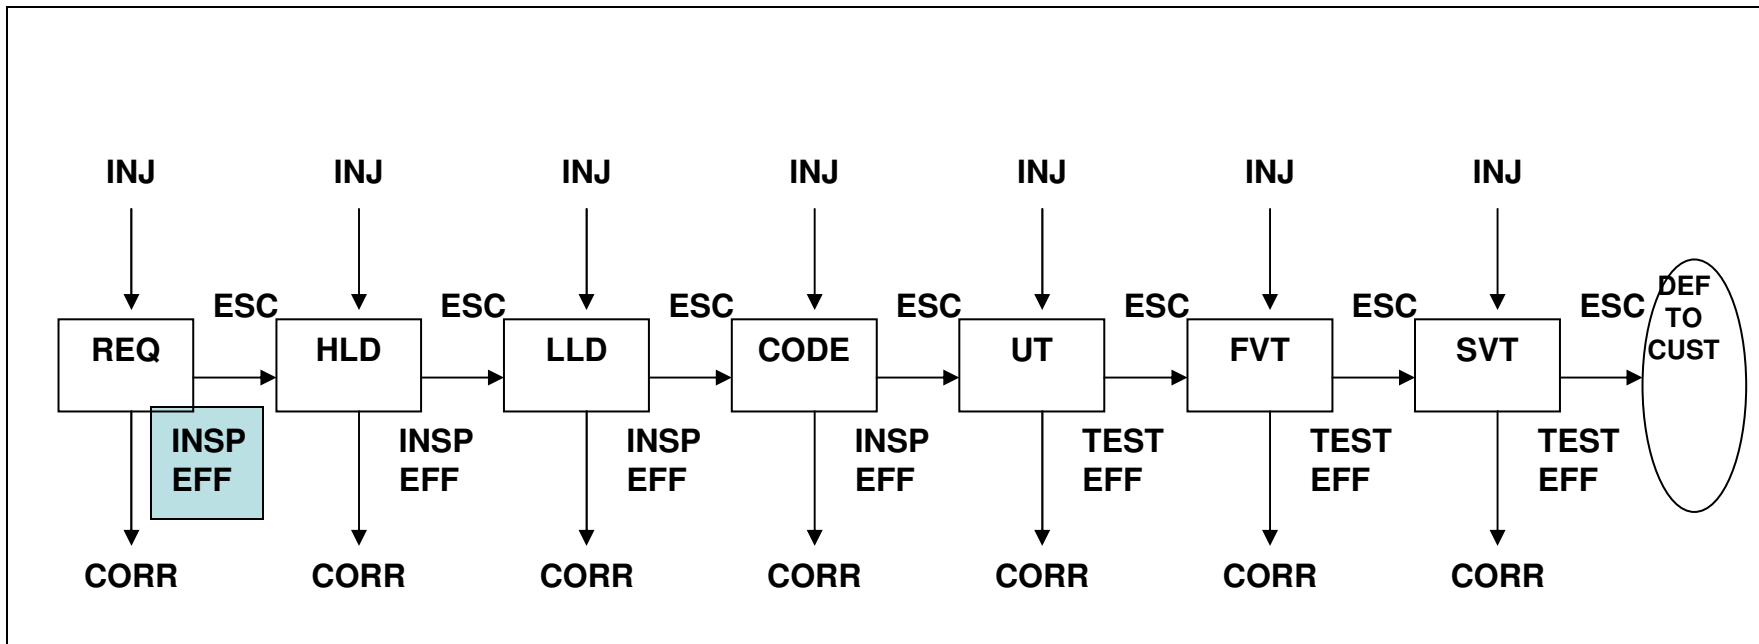 INJ INJ INJ INJ INJ INJ INJ
ESC ESC ESC ESC ESC ESC ESC
REQ HLD LLD CODE UT FVT SVT
DEF
TO
CUST
INSP INSP INSP INSP TEST TEST TEST
EFF EFF EFF EFF EFF EFF EFF
CORR CORR CORR CORR CORR CORR CORR